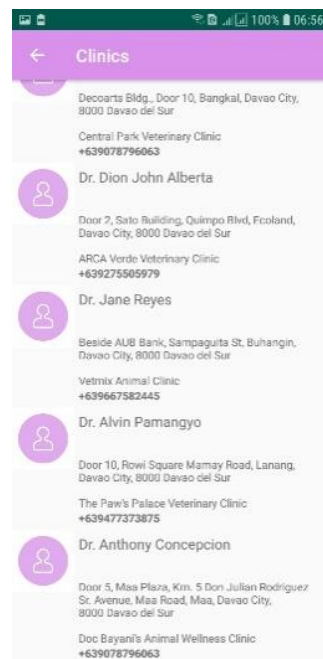 100% 06:56
Clinics
Decoarts Bldg., Door 10, Bangkal, Davao City,
8000 Davao del Sur
Central Park Veterinary Clinic
+639078796063
Dr. Dion John Alberta
Door 2, Sato Building, Quimpo Blvd, Ecoland,
Davao City, 8000 Davao del Sur
ARCA Verde Veterinary Clinic
+639275505979
Dr. Jane Reyes
Beside AUB Bank, Sampaguita St, Buhangin,
Davao City, 8000 Davao del Sur
Vetmix Animal Clinic
+639667582445
Dr. Alvin Pamangyo
Door 10, Rowi Square Mamay Road, Lanang,
Davao City, 8000 Davao del Sur
The Paw's Palace Veterinary Clinic
+639477373875
Dr. Anthony Concepcion
Door 5, Maa Plaza, Km. 5 Don Julian Rodriguez
Sr. Avenue, Maa Road, Maa, Davao City,
8000 Davao del Sur
Doc Bayani's Animal Wellness Clinic
+639078796063